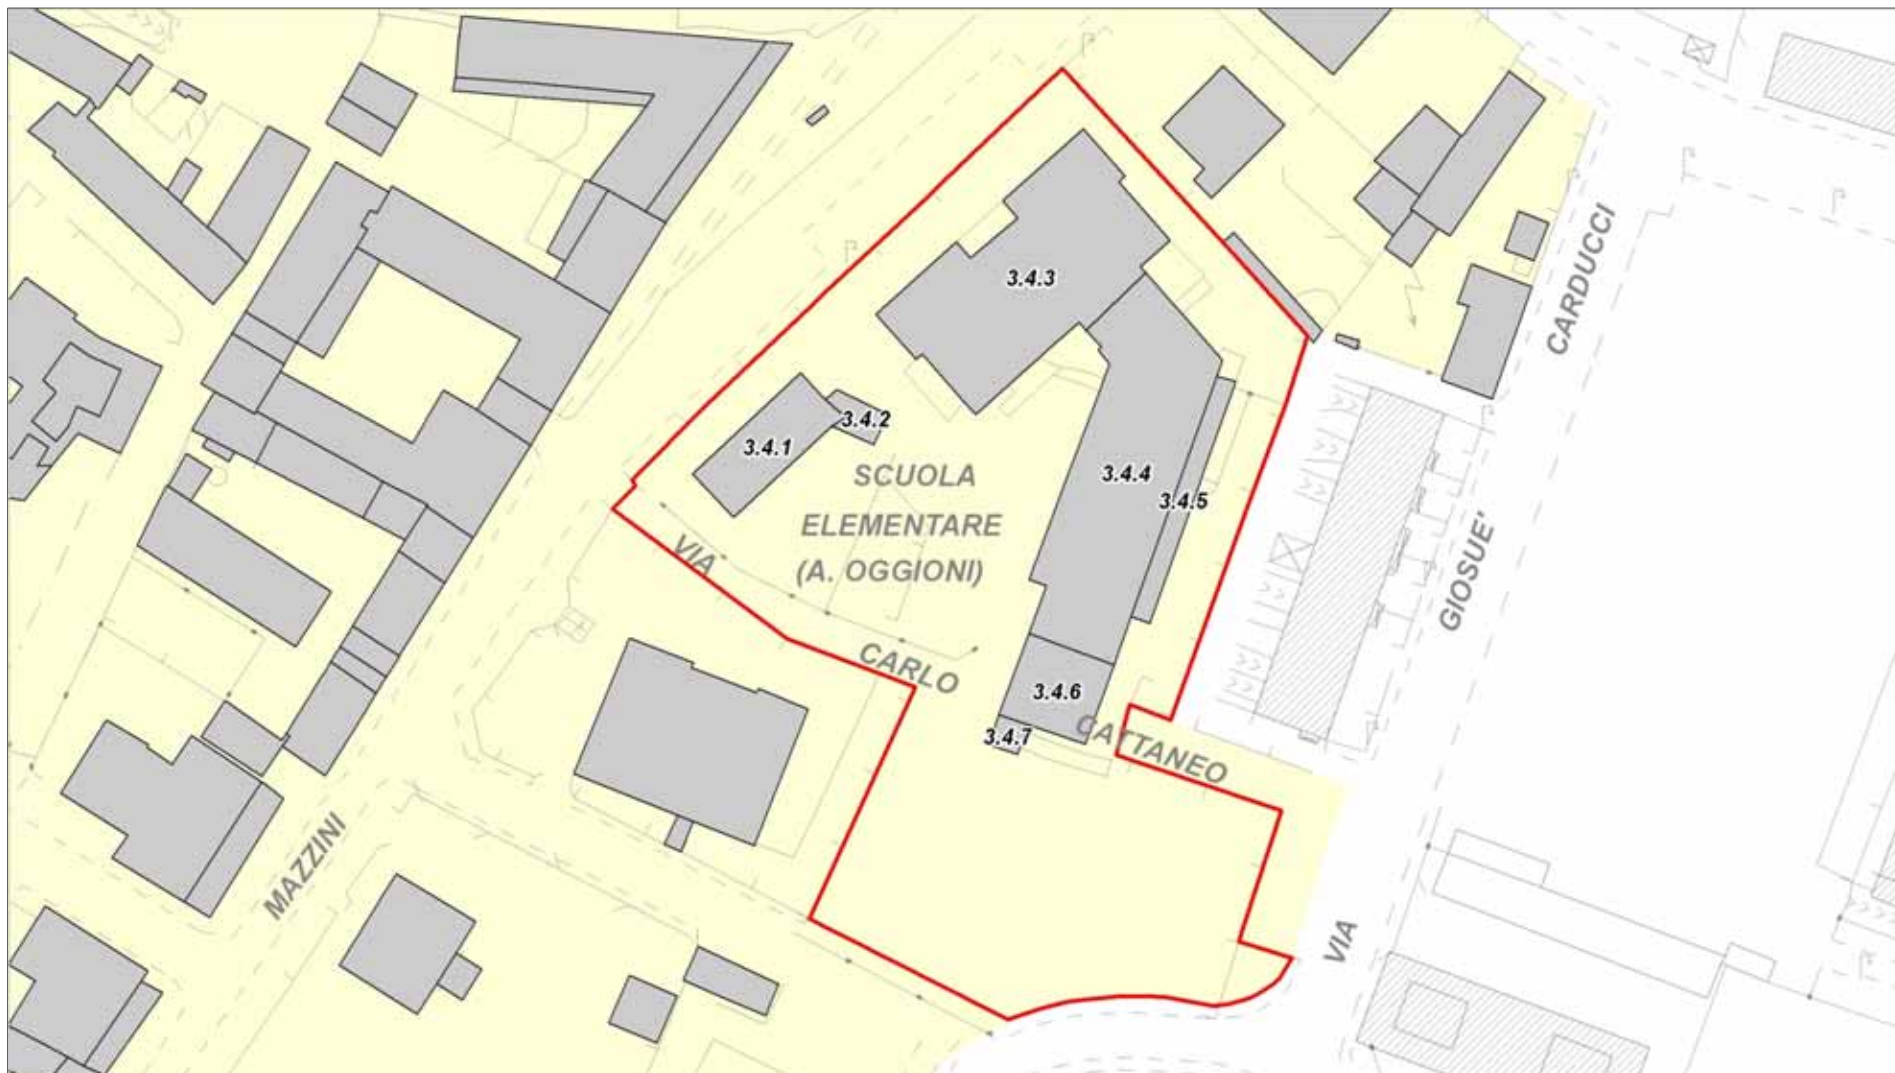 3.4.3
CARDUCCI
3.4.2
3.4.1
3.4.4
SCUOLA
3.4.5
ELEMENTARE
(A. OGGIONI)
GIOSUE'
VIA
CARLO
3.4.6
3.4.7
CATTANEO
MAZZINI
VIA